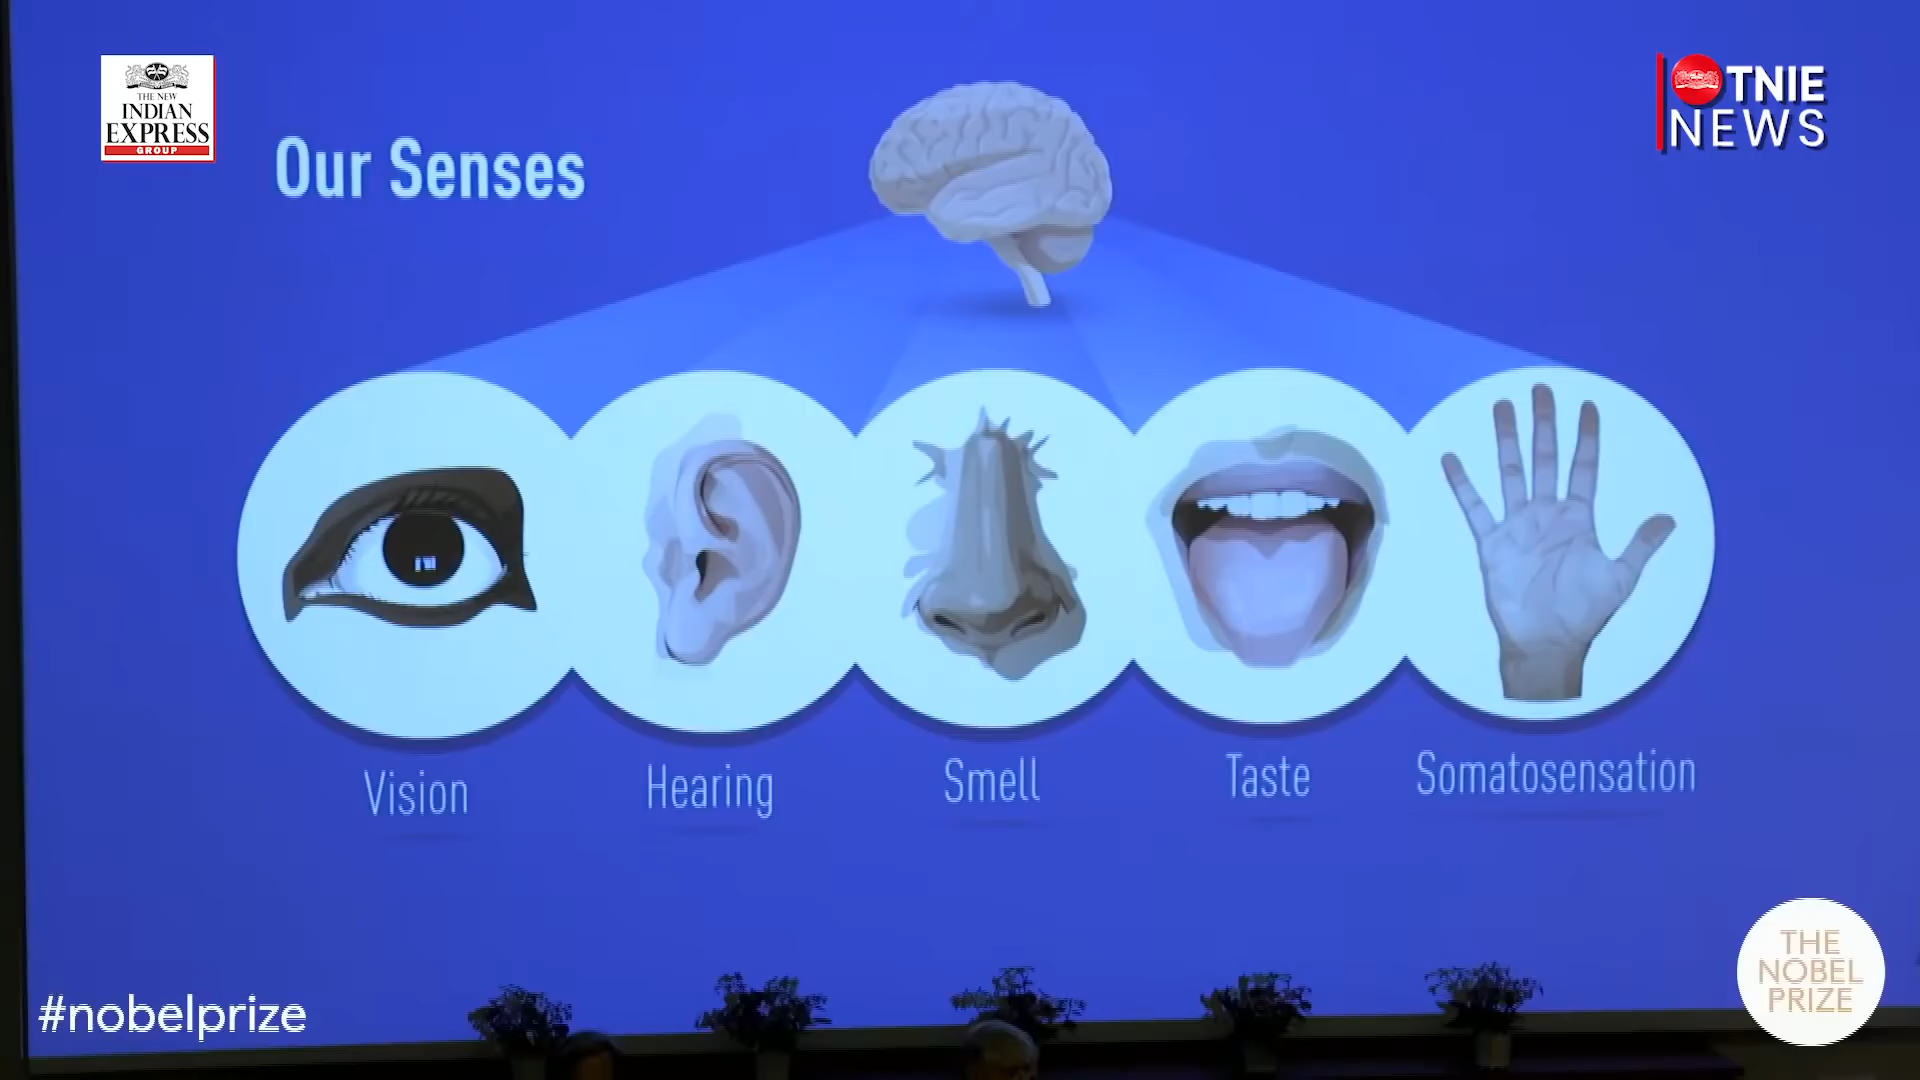 THE NEW
INDIAN
EXPRESS
GROUP
TNIE
NEWS
Our Senses
Vision
Hearing
Smell
Taste
Somatosensation
#nobelprize
THE
NOBEL
PRIZE